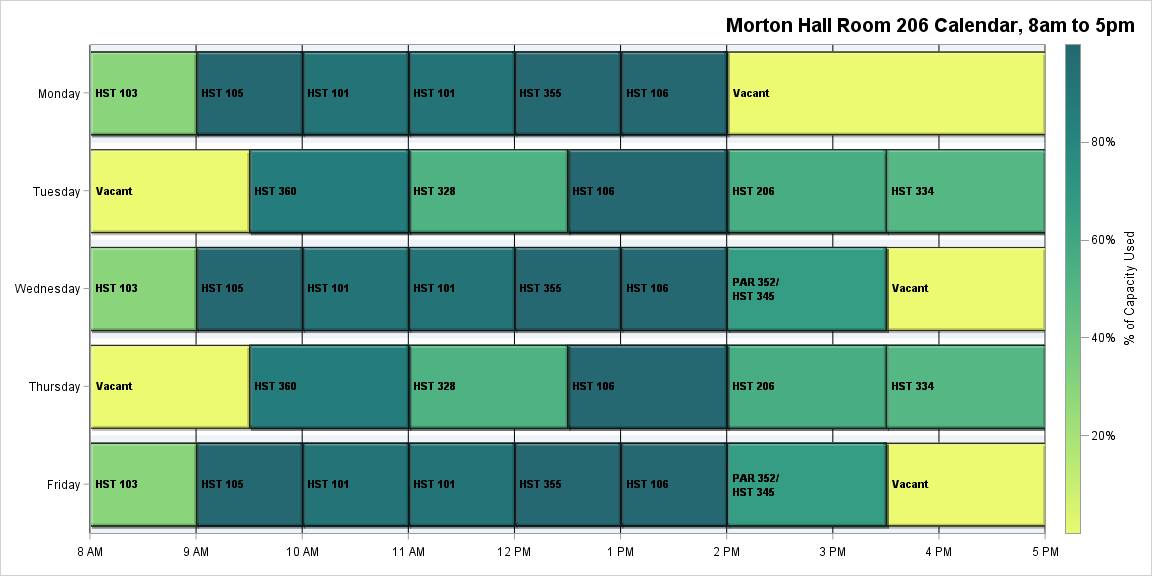 Morton Hall Room 206 Calendar, 8am to 5pm
Monday
HST 103
HST 105
HST 101
HST 101
HST 355
HST 106
Vacant
Tuesday
Vacant
HST 360
HST 328
HST 106
HST 206
HST 334
Wednesday
HST 103
HST 105
HST 101
HST 101
HST 355
HST 106
PAR 352/
HST 345
Vacant
Thursday
Vacant
HST 360
HST 328
HST 106
HST 206
HST 334
Friday
HST 103
HST 105
HST 101
HST 101
HST 355
HST 106
PAR 352/
HST 345
Vacant
8 AM
9 AM
10 AM
11 AM
12 PM
1 PM
2 PM
3 PM
4 PM
5 PM
80%
60%
40%
20%
% of Capacity Used